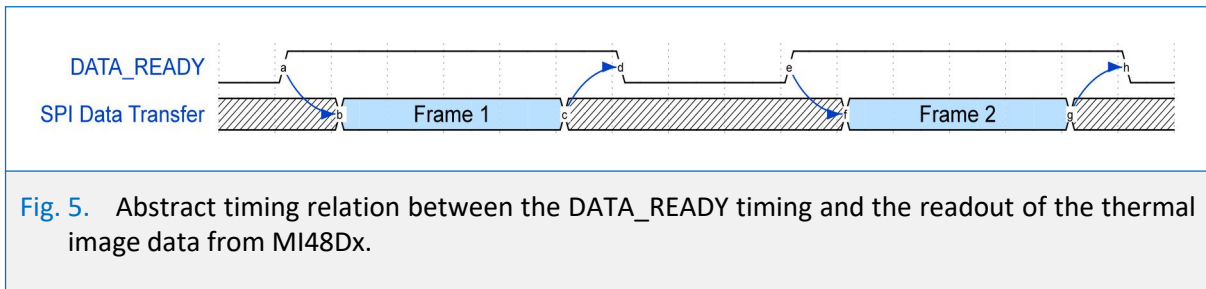 DATA_READY
a
d
e
h
SPI Data Transfer
b
Frame 1
c
f
Frame 2
g
Fig. 5. Abstract timing relation between the DATA_READY timing and the readout of the thermal
image data from MI48Dx.